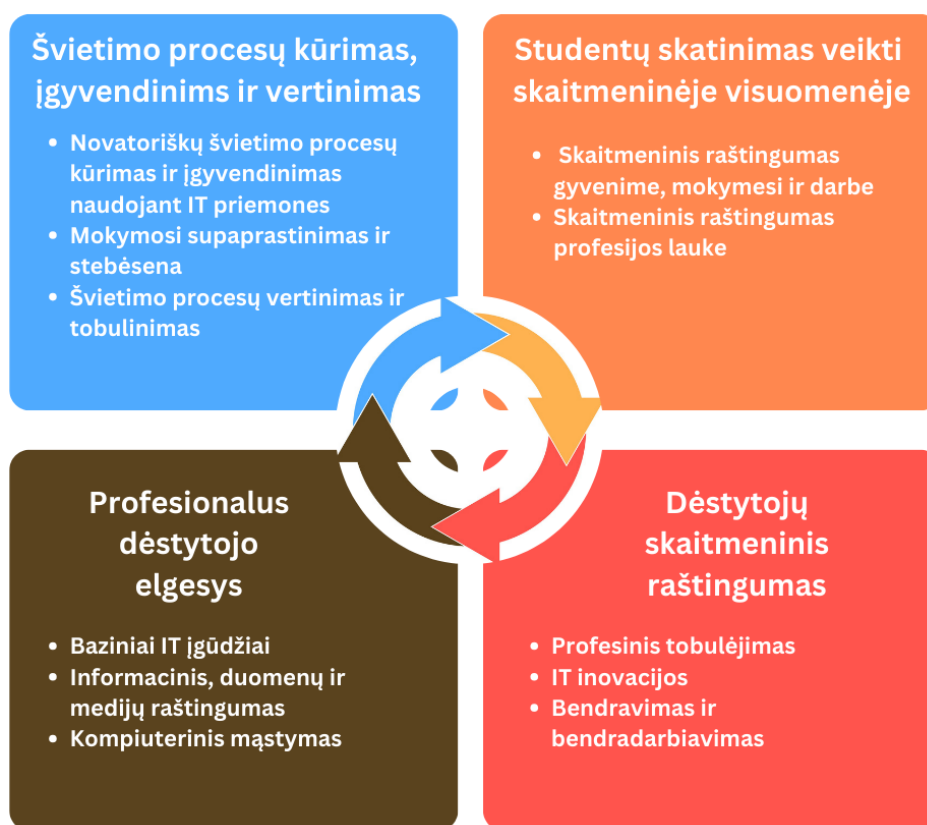 Švietimo procesų kūrimas,
įgyvendinims ir vertinimas
• Novatoriškų švietimo procesų
kūrimas ir įgyvendinimas
naudojant IT priemones
• Mokymosi supaprastinimas ir
stebėsena
• Švietimo procesų vertinimas ir
tobulinimas
Studentų skatinimas veikti
skaitmeninėje visuomenėje
• Skaitmeninis raštingumas
gyvenime, mokymesi ir darbe
• Skaitmeninis raštingumas
profesijos lauke
Profesionalus
dėstytojo
elgesys
• Baziniai IT įgūdžiai
• Informacinis, duomenų ir
medijų raštingumas
• Kompiuterinis mąstymas
Dėstytojų
skaitmeninis
raštingumas
• Profesinis tobulėjimas
• IT inovacijos
• Bendravimas ir
bendradarbiavimas